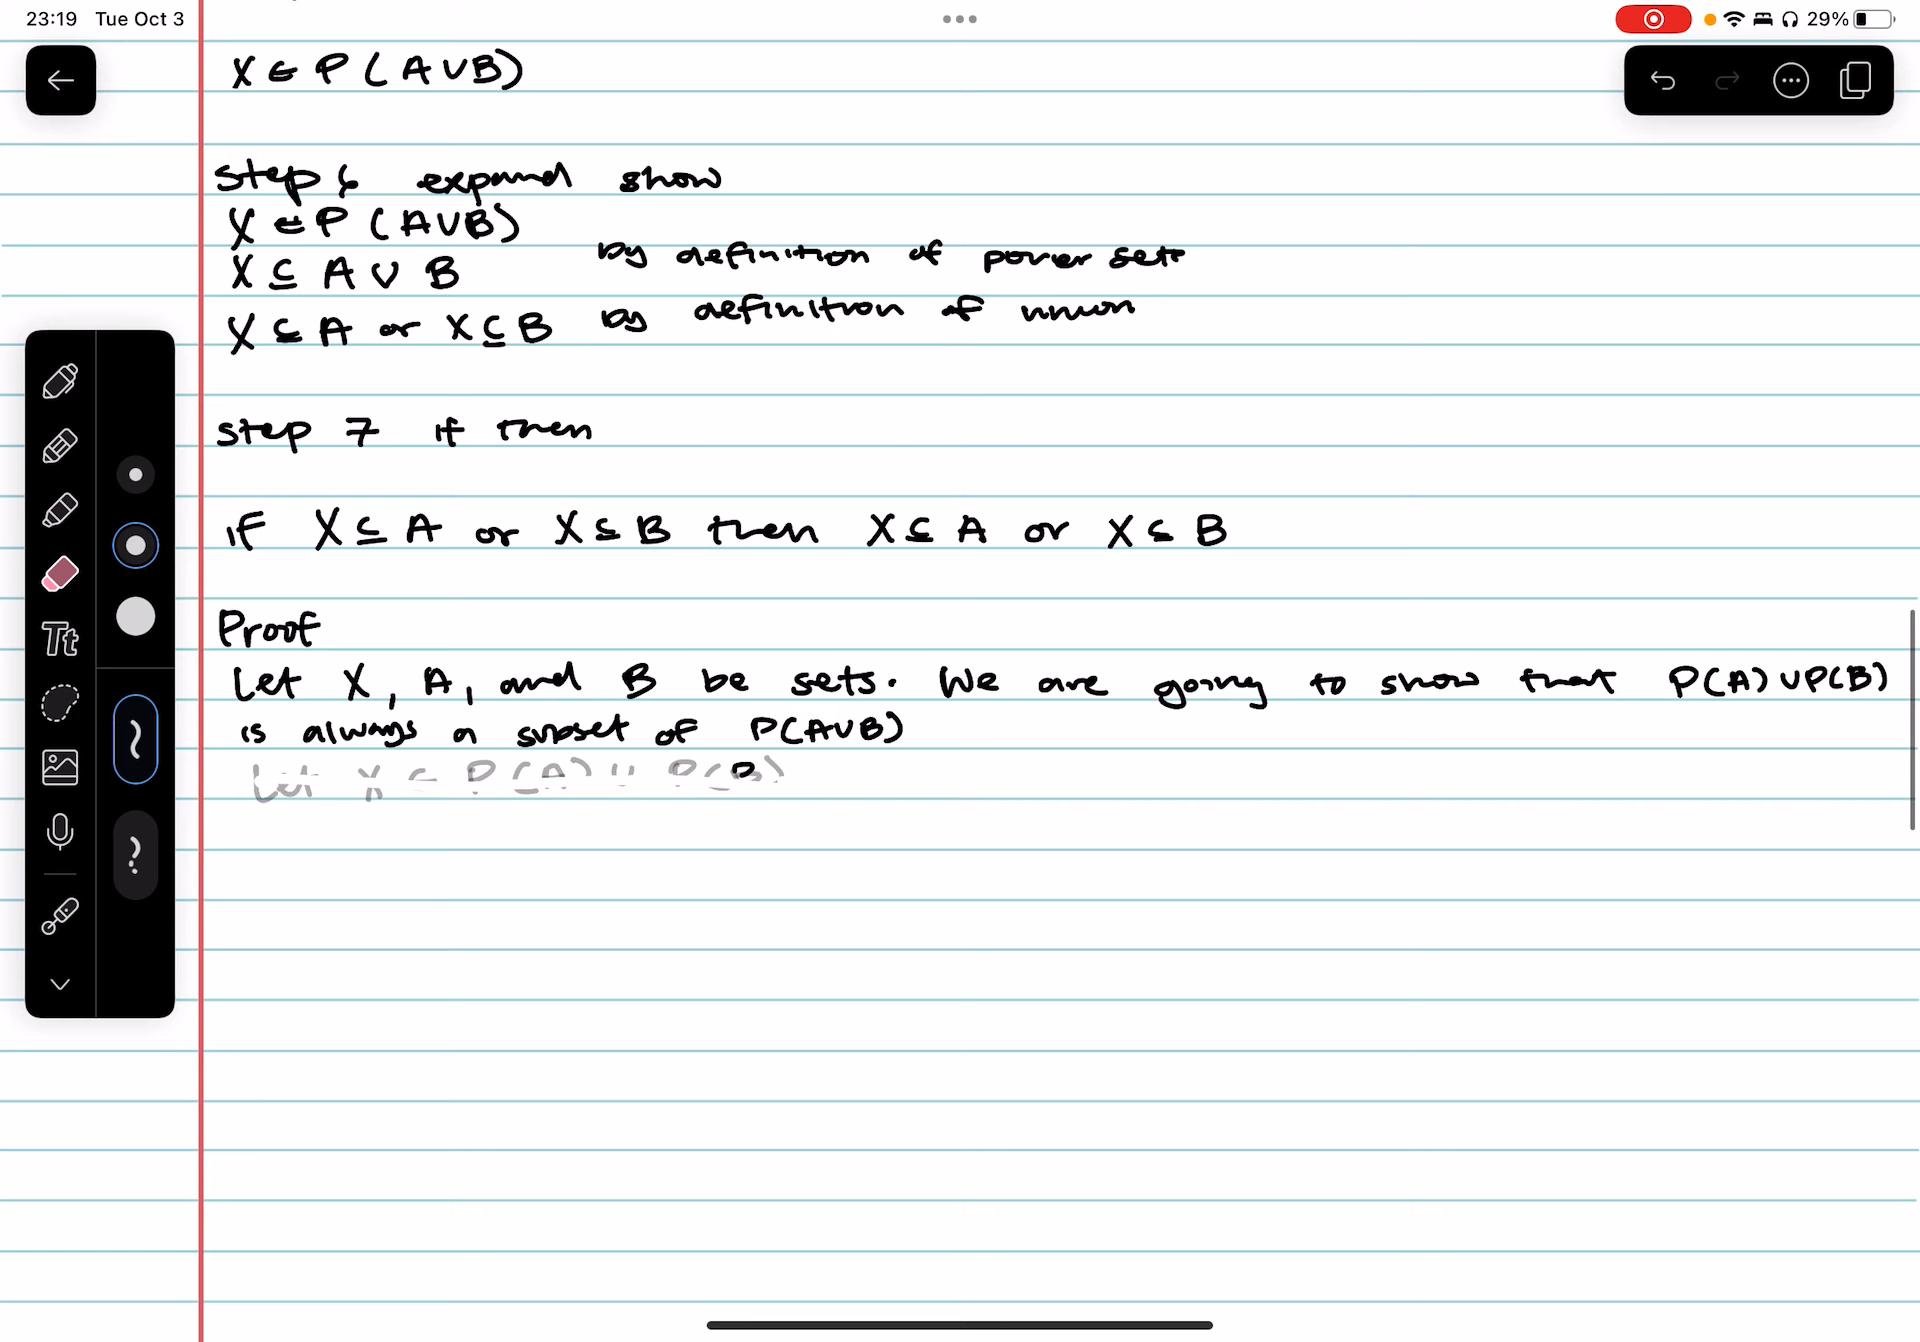 23:19 Tue Oct 3
29%
X ∈ P(A∪B)
step 6 expand show
X ∈ P(A∪B)
X ⊆ A ∪ B by definition of power sets
X ⊆ A or X ⊆ B by definition of union
step 7 if then
if X ⊆ A or X ⊆ B then X ⊆ A or X ⊆ B
Proof
Tt
Let X, A, and B be sets. We are going to show that P(A)∪P(B)
is always a subset of P(A∪B)
Let X ∈ P(A) ∪ P(B)